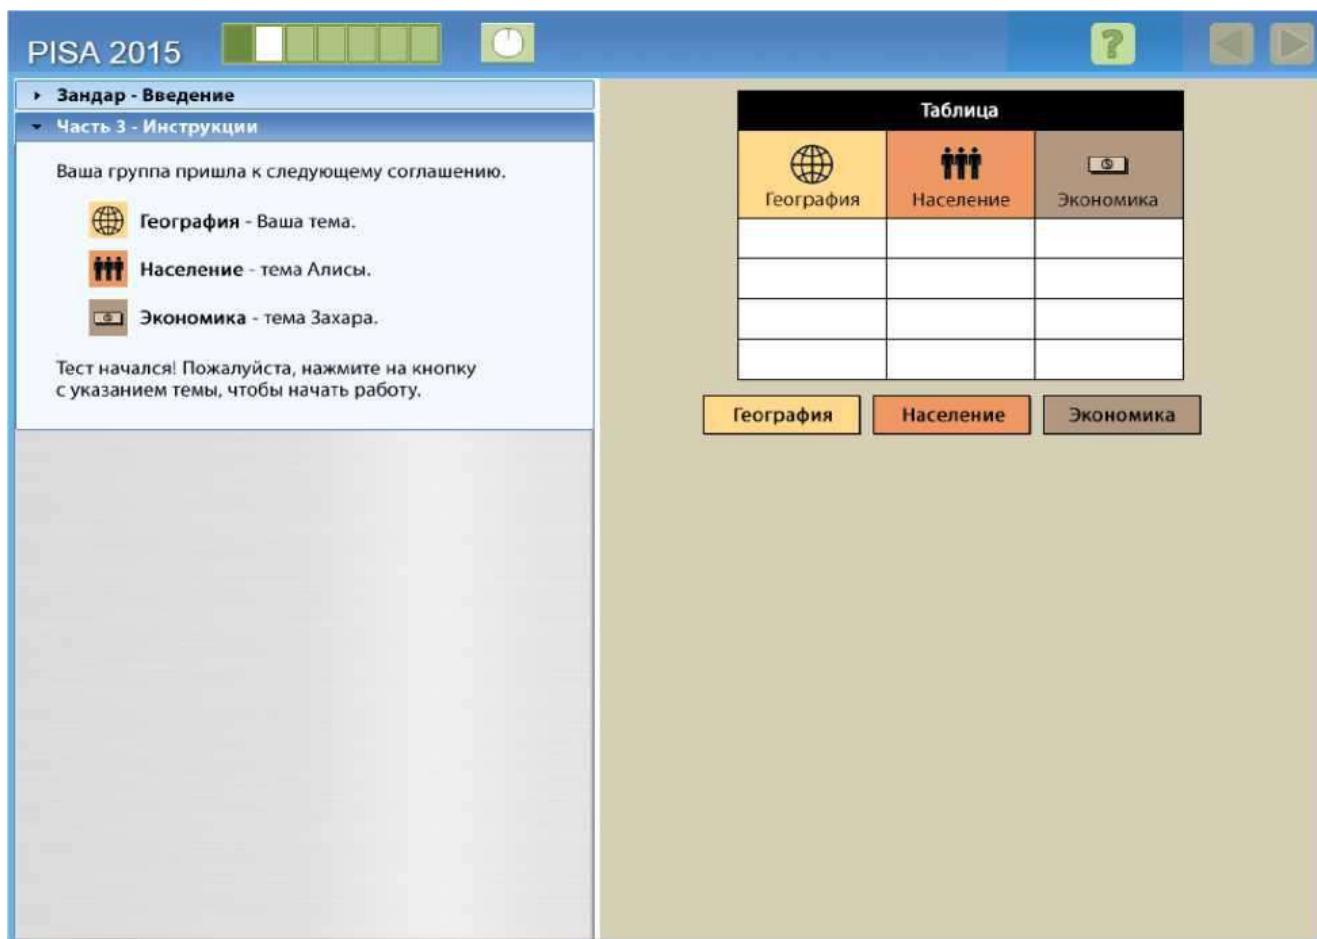 PISA 2015
?
Зандар - Введение
Часть 3 - Инструкции
Ваша группа пришла к следующему соглашению.
География - Ваша тема.
Население - тема Алисы.
Экономика - тема Захара.
Тест начался! Пожалуйста, нажмите на кнопку
с указанием темы, чтобы начать работу.
Таблица
География Население Экономика
География Население Экономика